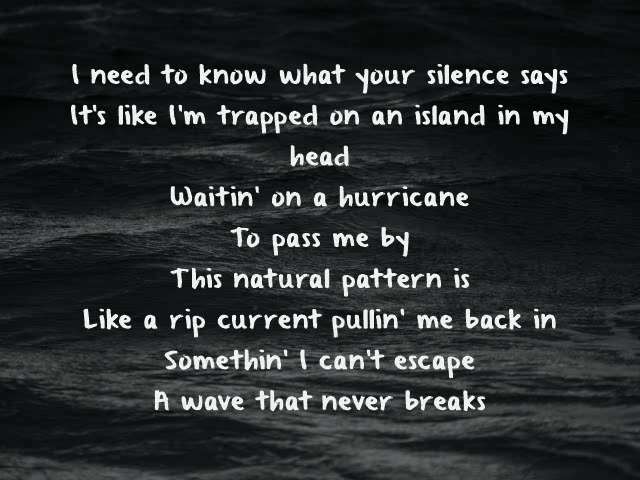 I need to know what your silence says
It's like I'm trapped on an island in my
head
Waitin' on a hurricane
To pass me by
This natural pattern is
Like a rip current pullin' me back in
Somethin' I can't escape
A wave that never breaks